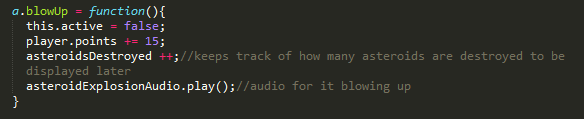 a.blowUp = function(){
this.active = false;
player.points += 15;
asteroidsDestroyed ++;//keeps track of how many asteroids are destroyed to be
displayed later
asteroidExplosionAudio.play();//audio for it blowing up
}